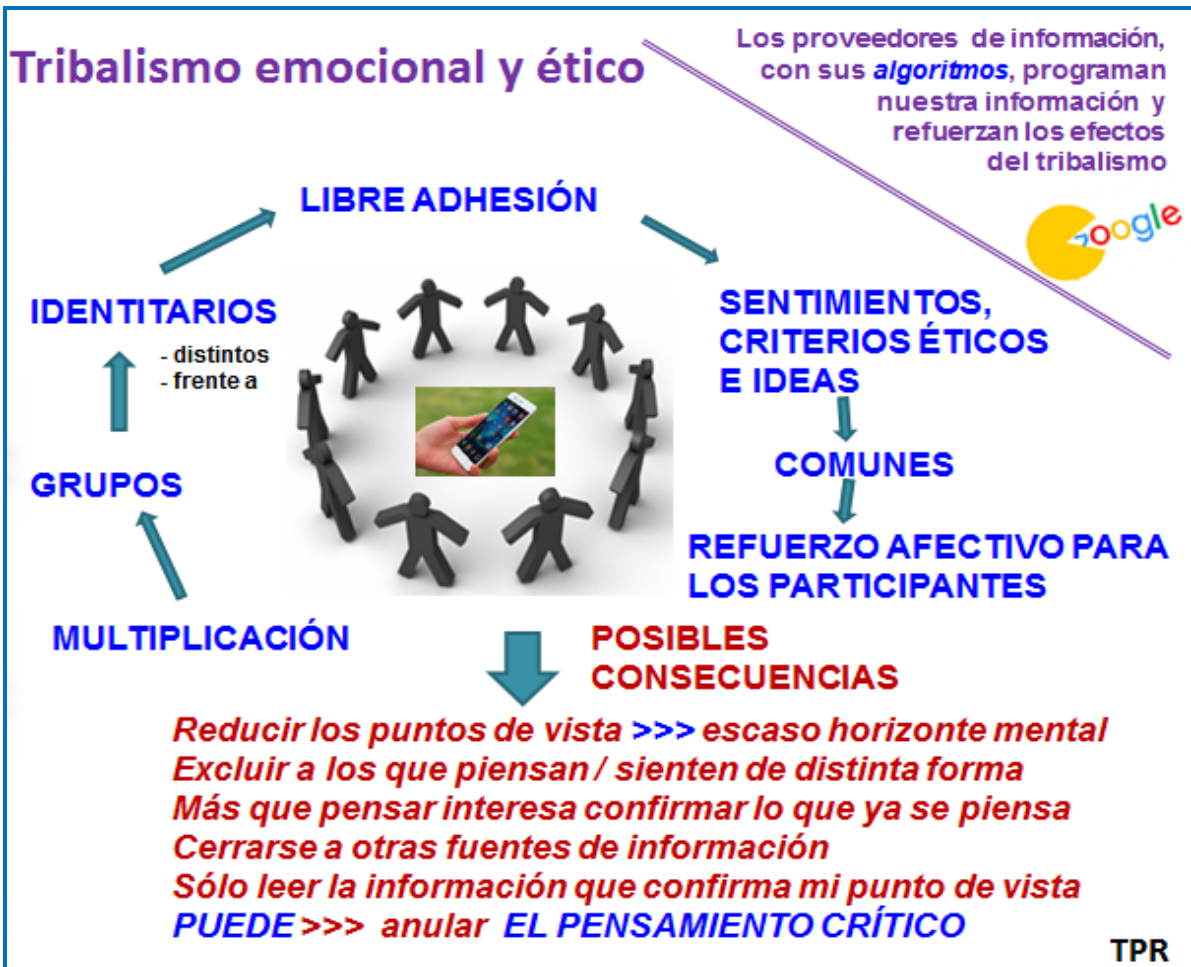 Tribalismo emocional y ético
Los proveedores de información,
con sus algoritmos, programan
nuestra información y
refuerzan los efectos
del tribalismo
Google
LIBRE ADHESIÓN
IDENTITARIOS
- distintos
- frente a
GRUPOS
MULTIPLICACIÓN
SENTIMIENTOS,
CRITERIOS ÉTICOS
E IDEAS
COMUNES
REFUERZO AFECTIVO PARA
LOS PARTICIPANTES
POSIBLES
CONSECUENCIAS
Reducir los puntos de vista >>> escaso horizonte mental
Excluir a los que piensan / sienten de distinta forma
Más que pensar interesa confirmar lo que ya se piensa
Cerrarse a otras fuentes de información
Sólo leer la información que confirma mi punto de vista
PUEDE >>> anular EL PENSAMIENTO CRÍTICO
TPR